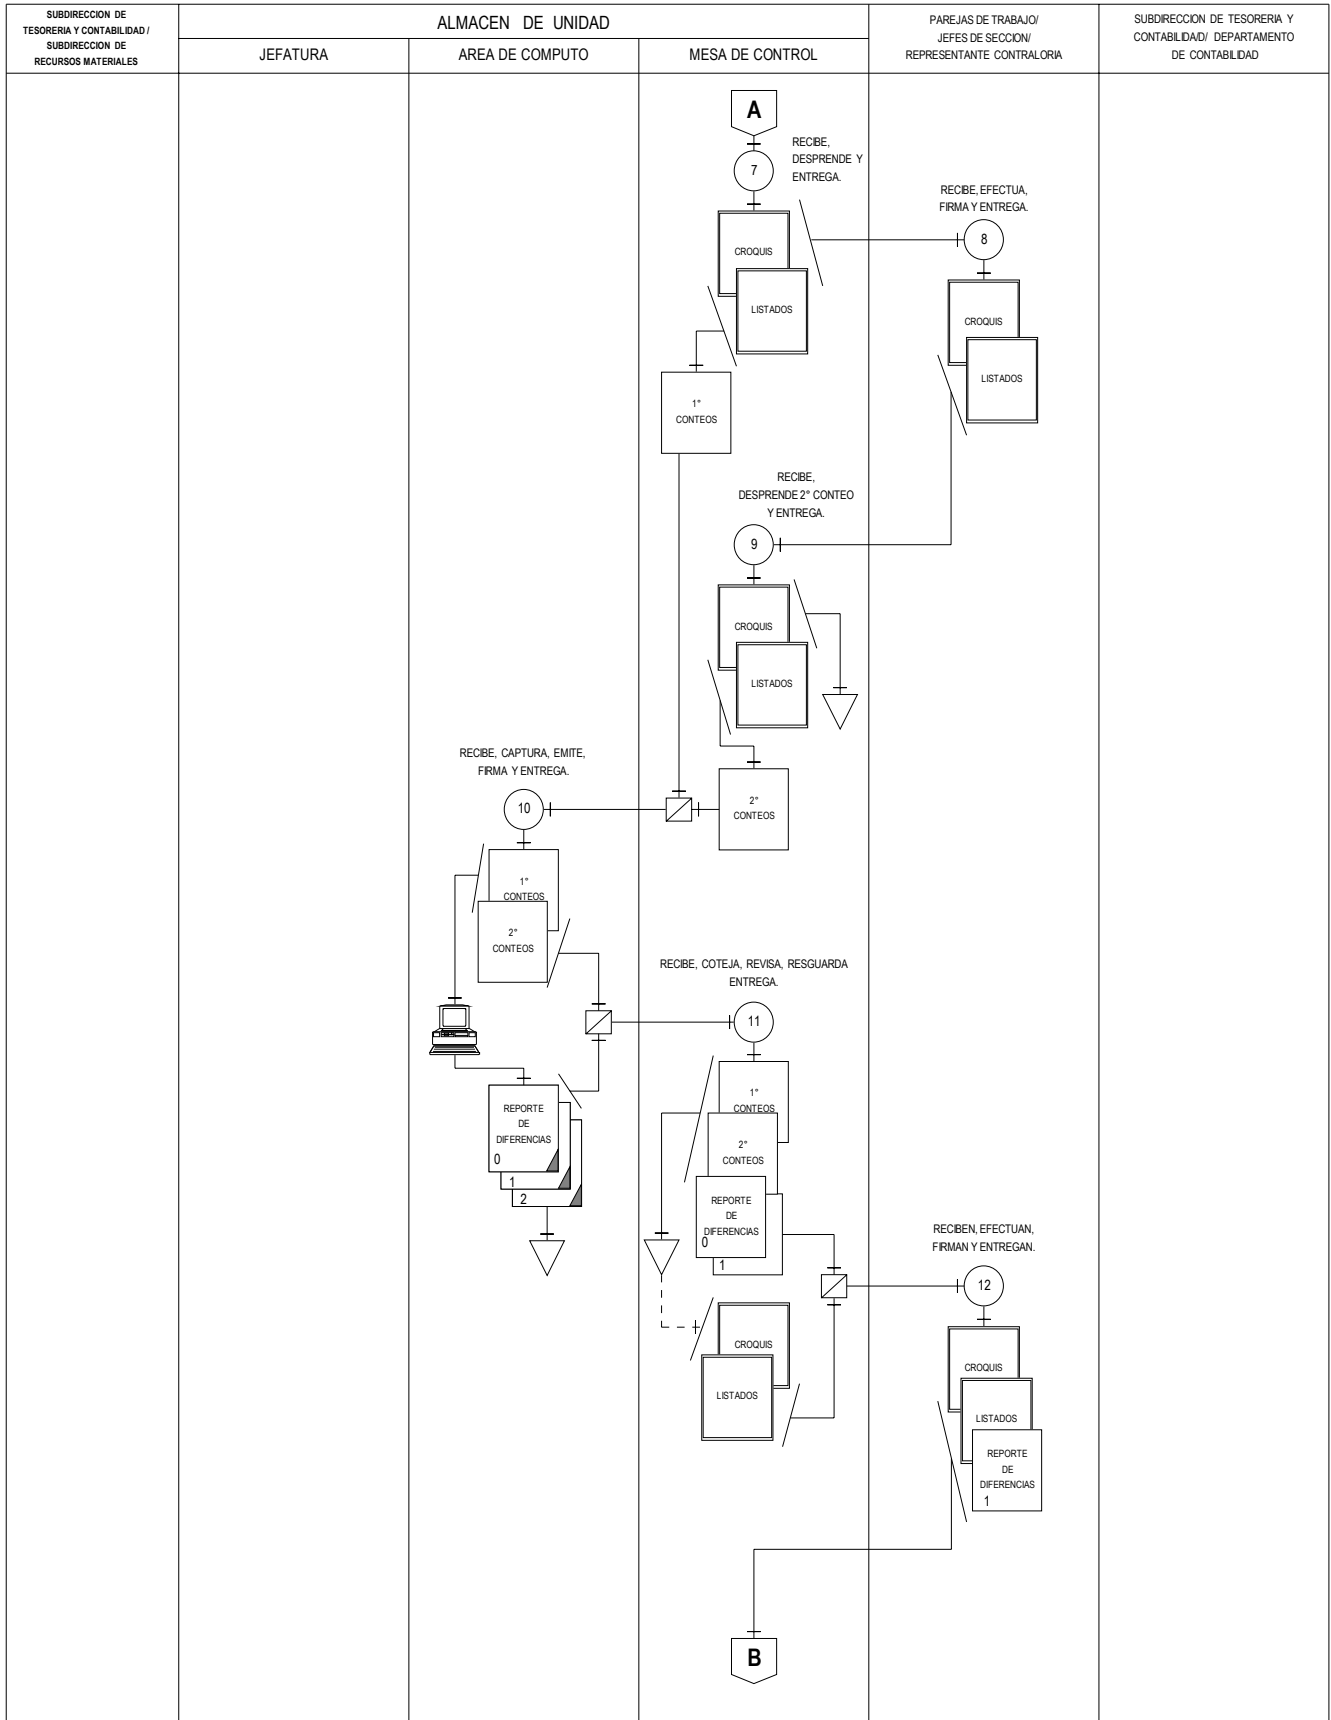 SUBDIRECCION DE
TESORERIA Y CONTABILIDAD /
SUBDIRECCION DE
RECURSOS MATERIALES
ALMACEN DE UNIDAD
JEFATURA
AREA DE COMPUTO
MESA DE CONTROL
PAREJAS DE TRABAJO/
JEFES DE SECCION/
REPRESENTANTE CONTRALORIA
SUBDIRECCION DE TESORERIA Y
CONTABILIDAD/ DEPARTAMENTO
DE CONTABILIDAD
A
RECIBE,
DESPRENDE Y
ENTREGA.
7
RECIBE, EFECTUA,
FIRMA Y ENTREGA.
8
CROQUIS
LISTADOS
CROQUIS
LISTADOS
1°
CONTEOS
RECIBE,
DESPRENDE 2° CONTEO
Y ENTREGA.
9
CROQUIS
LISTADOS
RECIBE, CAPTURA, EMITE,
FIRMA Y ENTREGA.
10
2°
CONTEOS
1°
CONTEOS
2°
CONTEOS
RECIBE, COTEJA, REVISA, RESGUARDA
ENTREGA.
11
REPORTE
DE
DIFERENCIAS
0
1
2
1°
CONTEOS
2°
CONTEOS
REPORTE
DE
DIFERENCIAS
0
1
RECIBEN, EFECTUAN,
FIRMAN Y ENTREGAN.
12
CROQUIS
LISTADOS
CROQUIS
LISTADOS
REPORTE
DE
DIFERENCIAS
1
B